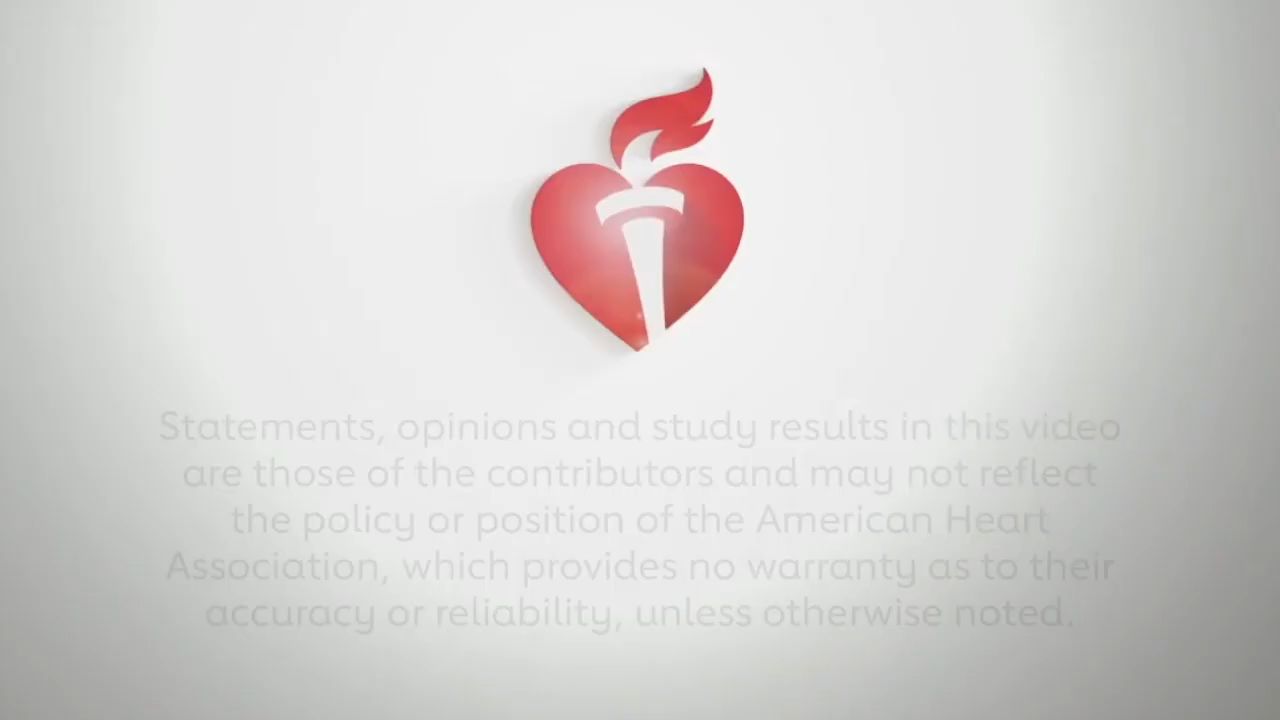 Statements, opinions and study results in this video
are those of the contributors and may not reflect
the policy or position of the American Heart
Association, which provides no warranty as to their
accuracy or reliability, unless otherwise noted.